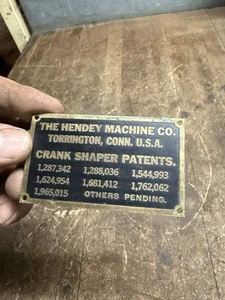 THE HENDEY MACHINE CO.
TORRINGTON, CONN. U.S.A.
CRANK SHAPER PATENTS.
1,287,342 1,288,036 1,544,993
1,624,954 1,681,412 1,762,062
1,965,015 OTHERS PENDING.